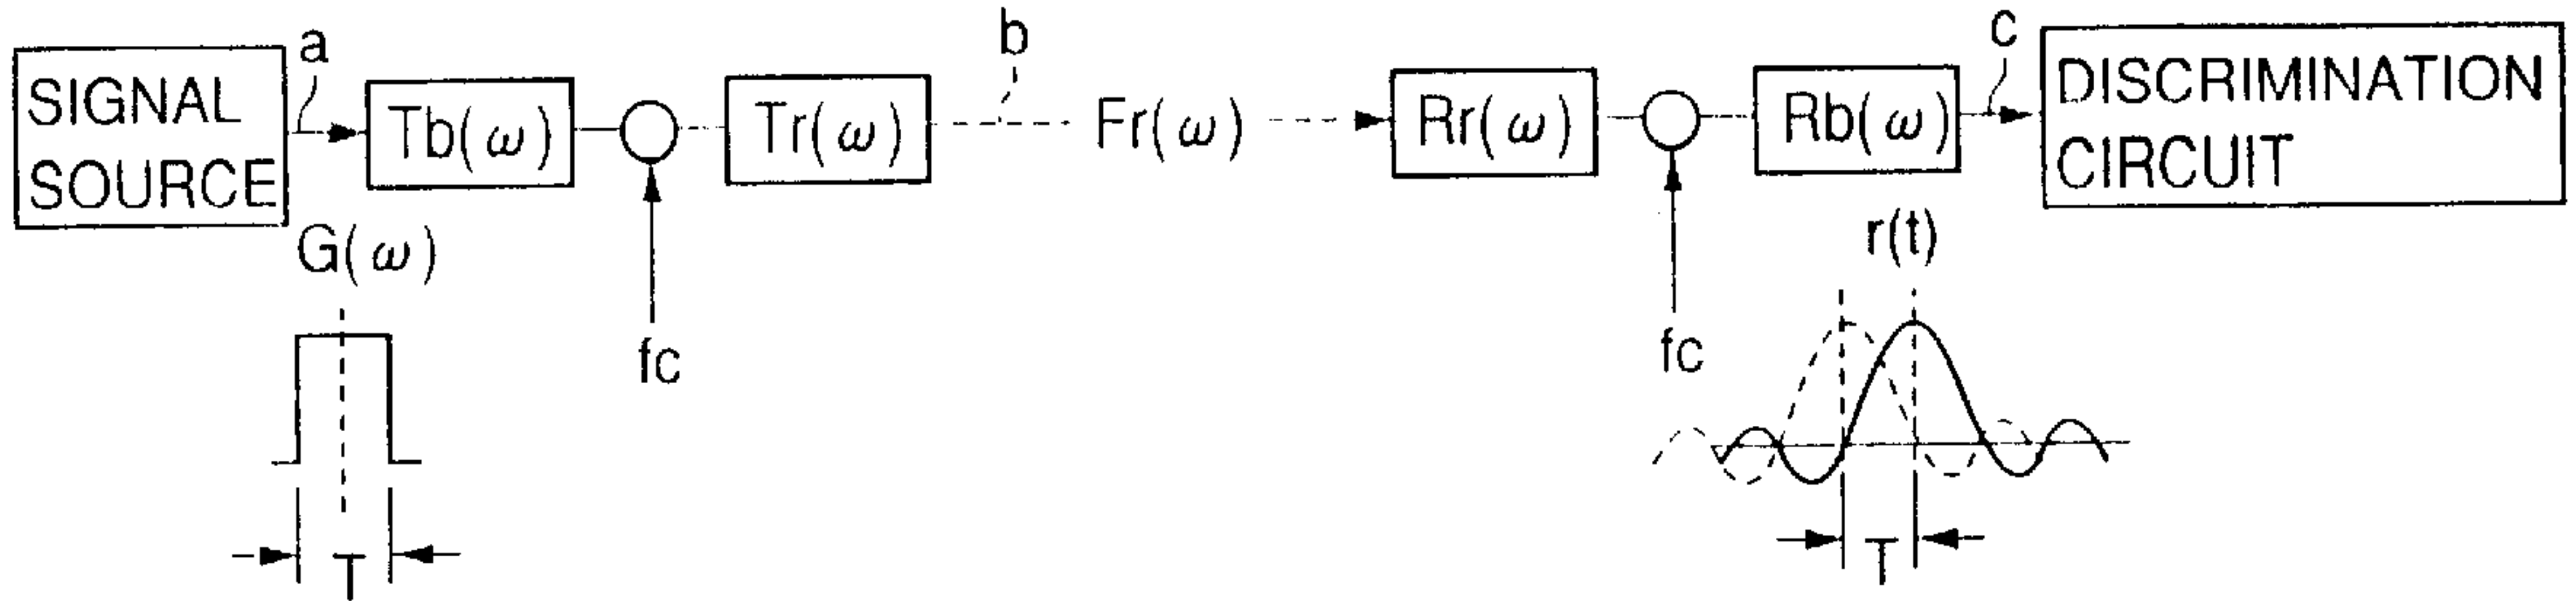 SIGNAL
SOURCE
a
Tb(ω)
fc
Tr(ω)
b
Fr(ω)
Rr(ω)
fc
Rb(ω)
c
DISCRIMINATION
CIRCUIT
G(ω)
T
r(t)
T